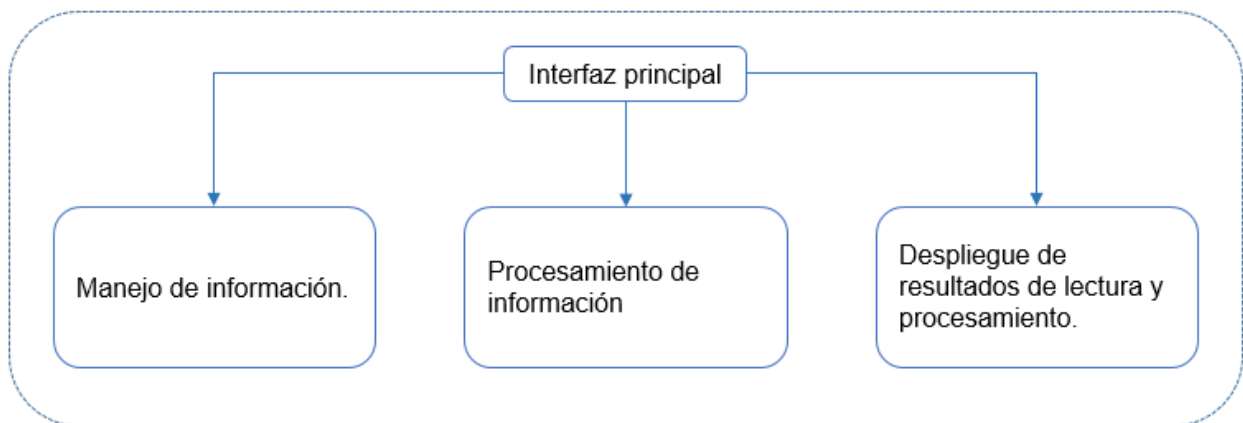 Interfaz principal
Manejo de información.
Procesamiento de
información
Despliegue de
resultados de lectura y
procesamiento.